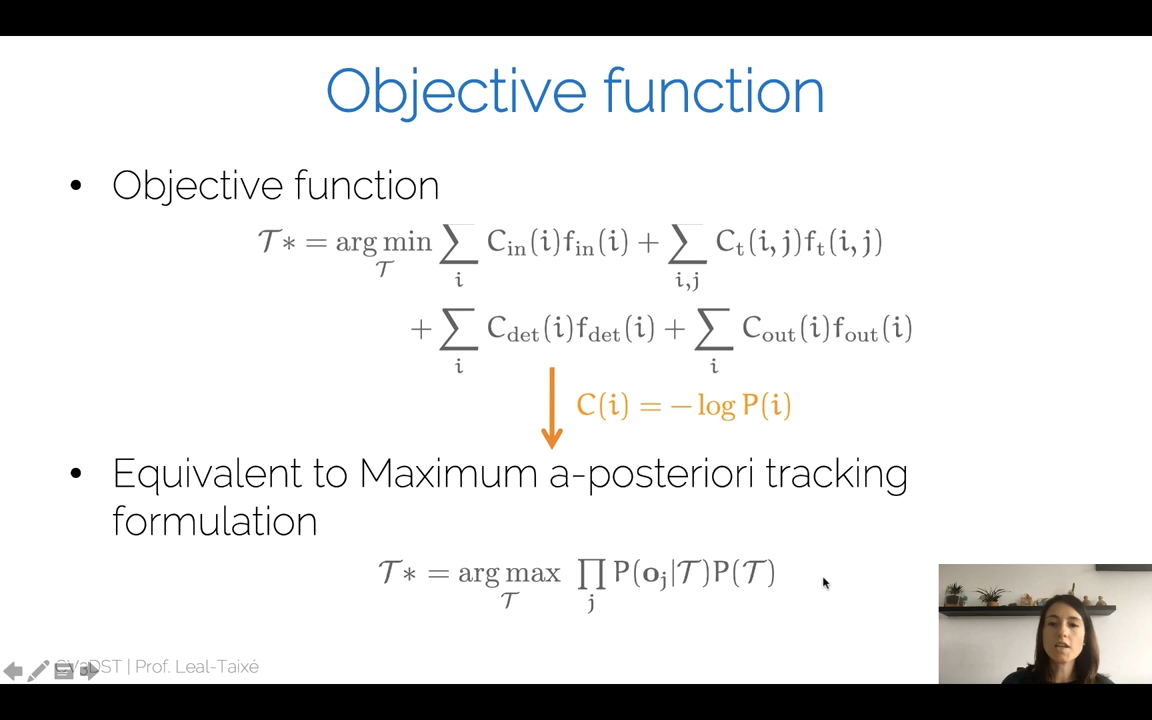 Objective function
• Objective function
𝒯* = arg min_𝒯 ∑_i C_in(i)f_in(i) + ∑_{i,j} C_t(i,j)f_t(i,j)
+ ∑_i C_det(i)f_det(i) + ∑_i C_out(i)f_out(i)
C(i) = −log P(i)
• Equivalent to Maximum a-posteriori tracking
formulation
𝒯* = arg max_𝒯 ∏_j P(𝐨_j|𝒯)P(𝒯)
CV3DST | Prof. Leal-Taixé